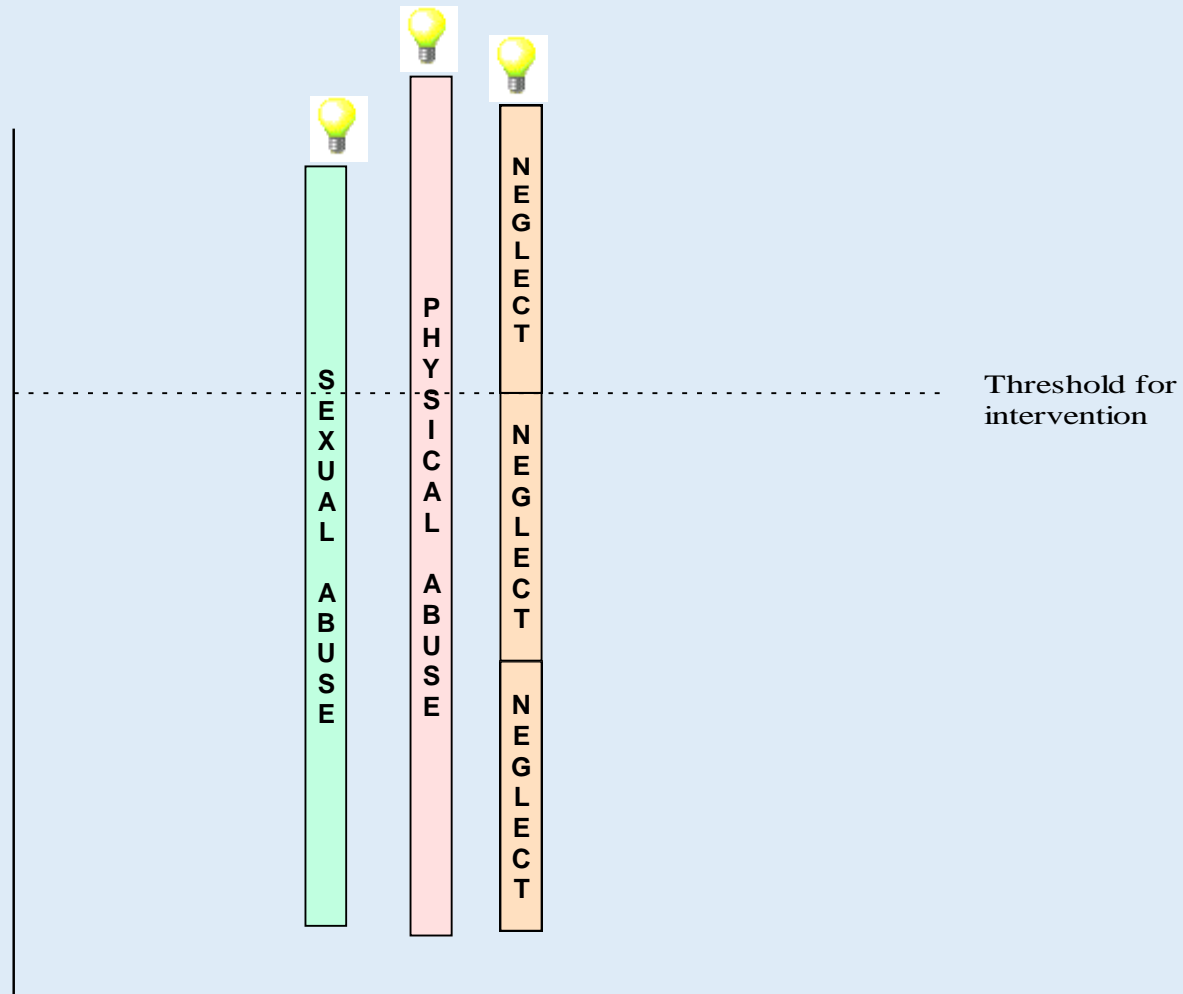 SEXUAL ABUSE
PHYSICAL ABUSE
NEGLECT
NEGLECT
NEGLECT
Threshold for
intervention